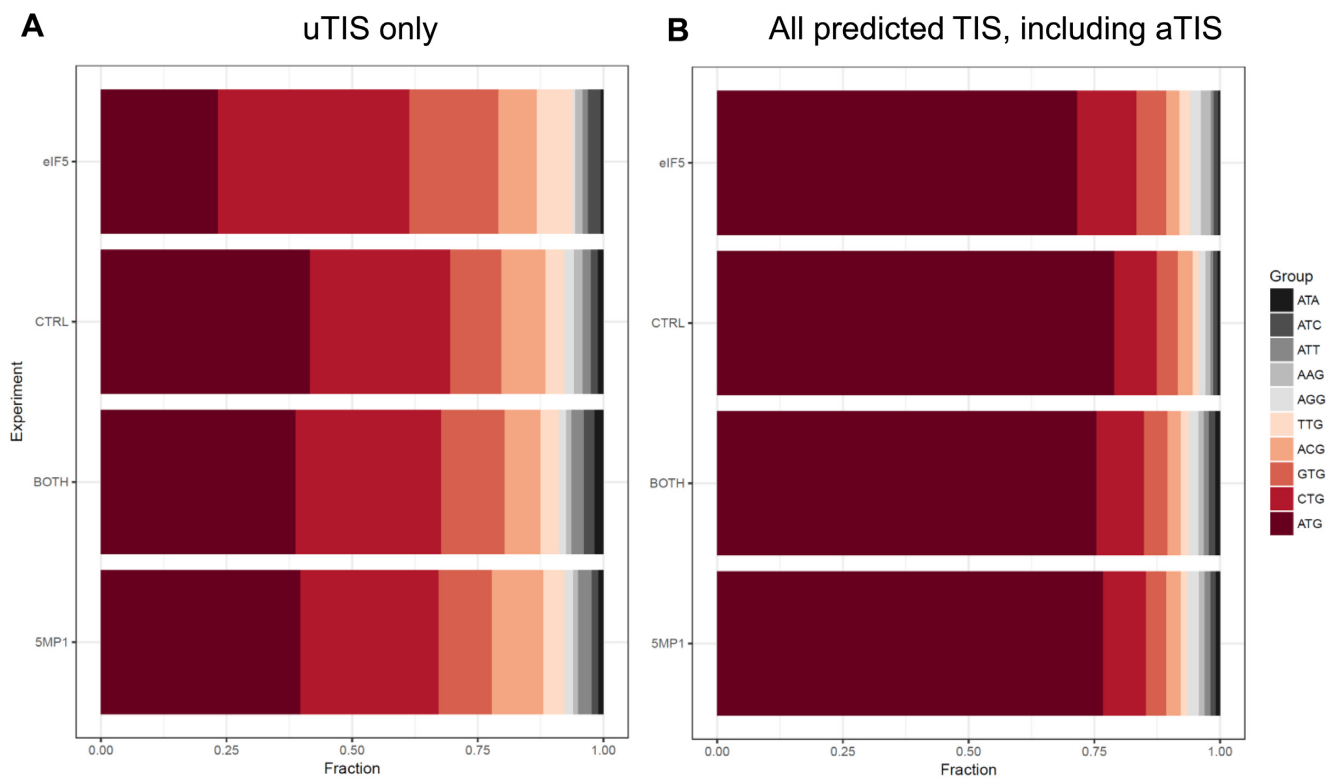 A
uTIS only
B
All predicted TIS, including aTIS
Experiment
eIF5
CTRL
BOTH
5MP1
0.00
0.25
0.50
0.75
1.00
Fraction
eIF5
CTRL
BOTH
5MP1
0.00
0.25
0.50
0.75
1.00
Fraction
Group
ATA
ATC
ATT
AAG
AGG
TTG
ACG
GTG
CTG
ATG